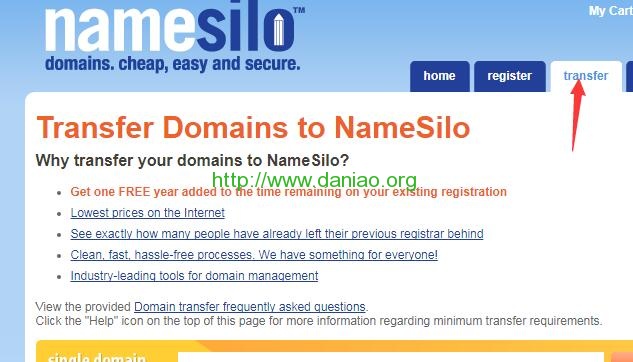 namesilo™
domains. cheap, easy and secure.
My Cart
home register transfer
Transfer Domains to NameSilo
Why transfer your domains to NameSilo?
http://www.daniao.org
Get one FREE year added to the time remaining on your existing registration
Lowest prices on the Internet
See exactly how many people have already left their previous registrar behind
Clean, fast, hassle-free processes. We have something for everyone!
Industry-leading tools for domain management
View the provided Domain transfer frequently asked questions.
Click the "Help" icon on the top of this page for more information regarding minimum transfer requirements.
single domain